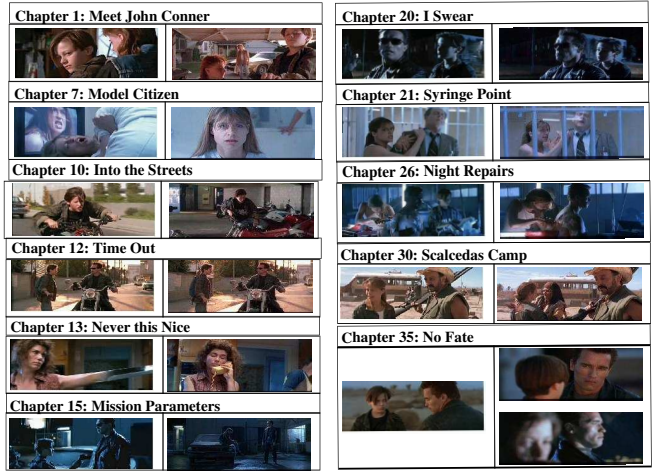 Chapter 1: Meet John Conner
Chapter 7: Model Citizen
Chapter 10: Into the Streets
Chapter 12: Time Out
Chapter 13: Never this Nice
Chapter 15: Mission Parameters
Chapter 20: I Swear
Chapter 21: Syringe Point
Chapter 26: Night Repairs
Chapter 30: Scalcedas Camp
Chapter 35: No Fate